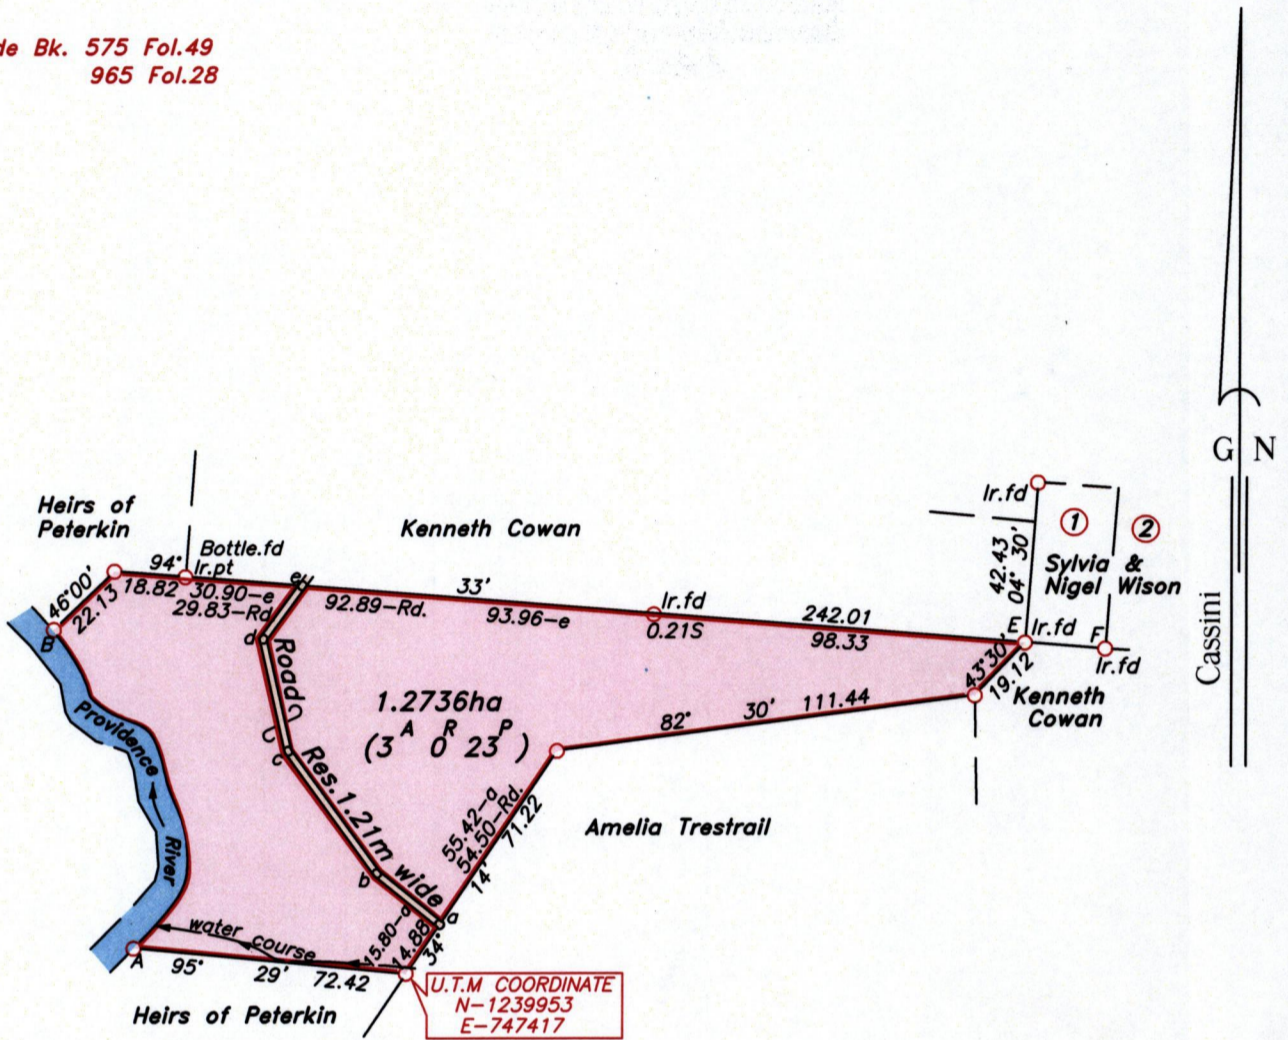 de Bk. 575 Fol.49
965 Fol.28
G N
Cassini
Heirs of
Peterkin
Kenneth Cowan
Ir.fd
1
2
42.43
04° 30'
Sylvia &
Nigel Wison
Bottle.fd
Ir.pt
94°
46°00'
22.13
18.82
30.90-e
29.83-Rd
e
92.89-Rd.
33'
93.96-e
Ir.fd
0.21S
242.01
98.33
E
Ir.fd
F
Ir.fd
43°30'
19.12
Kenneth
Cowan
B
d
Road
1.2736ha
A R P
(3 0 23)
82° 30' 111.44
c
Res. 1.21m wide
Providence
River
55.42-a
54.50-Rd.
71.22
14'
Amelia Trestrail
b
a
15.80-a
14.88
34°
water course
A
95° 29' 72.42
Heirs of Peterkin
U.T.M COORDINATE
N-1239953
E-747417